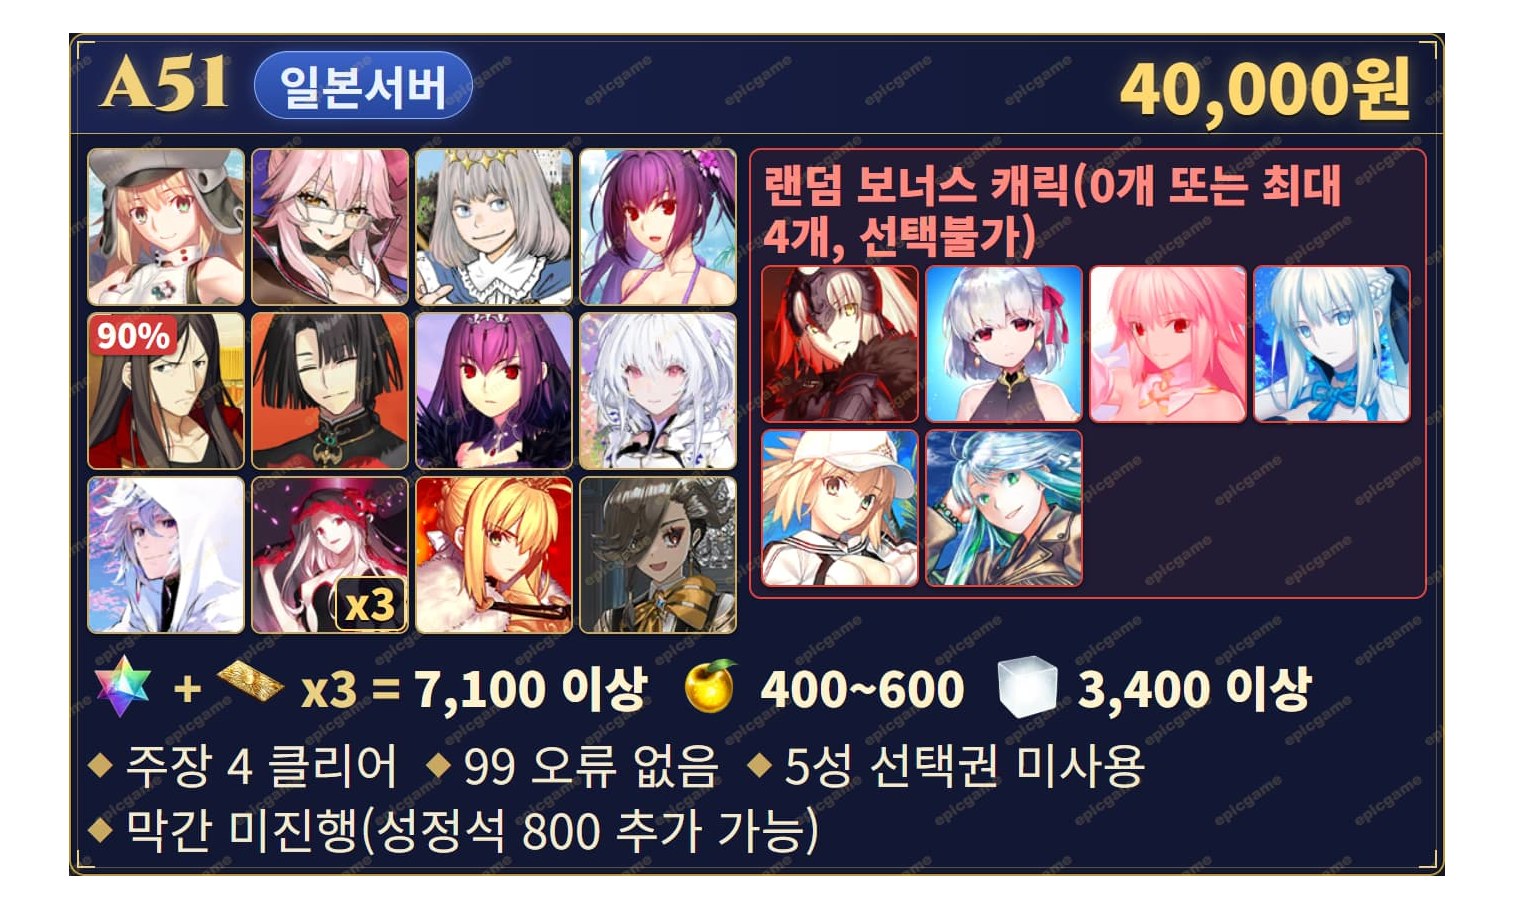 A51 일본서버 40,000원
랜덤 보너스 캐릭(0개 또는 최대
4개, 선택불가)
90%
x3
+ x3 = 7,100 이상 400~600 3,400 이상
◆ 주장 4 클리어 ◆ 99 오류 없음 ◆ 5성 선택권 미사용
◆ 막간 미진행(성정석 800 추가 가능)
epicgame